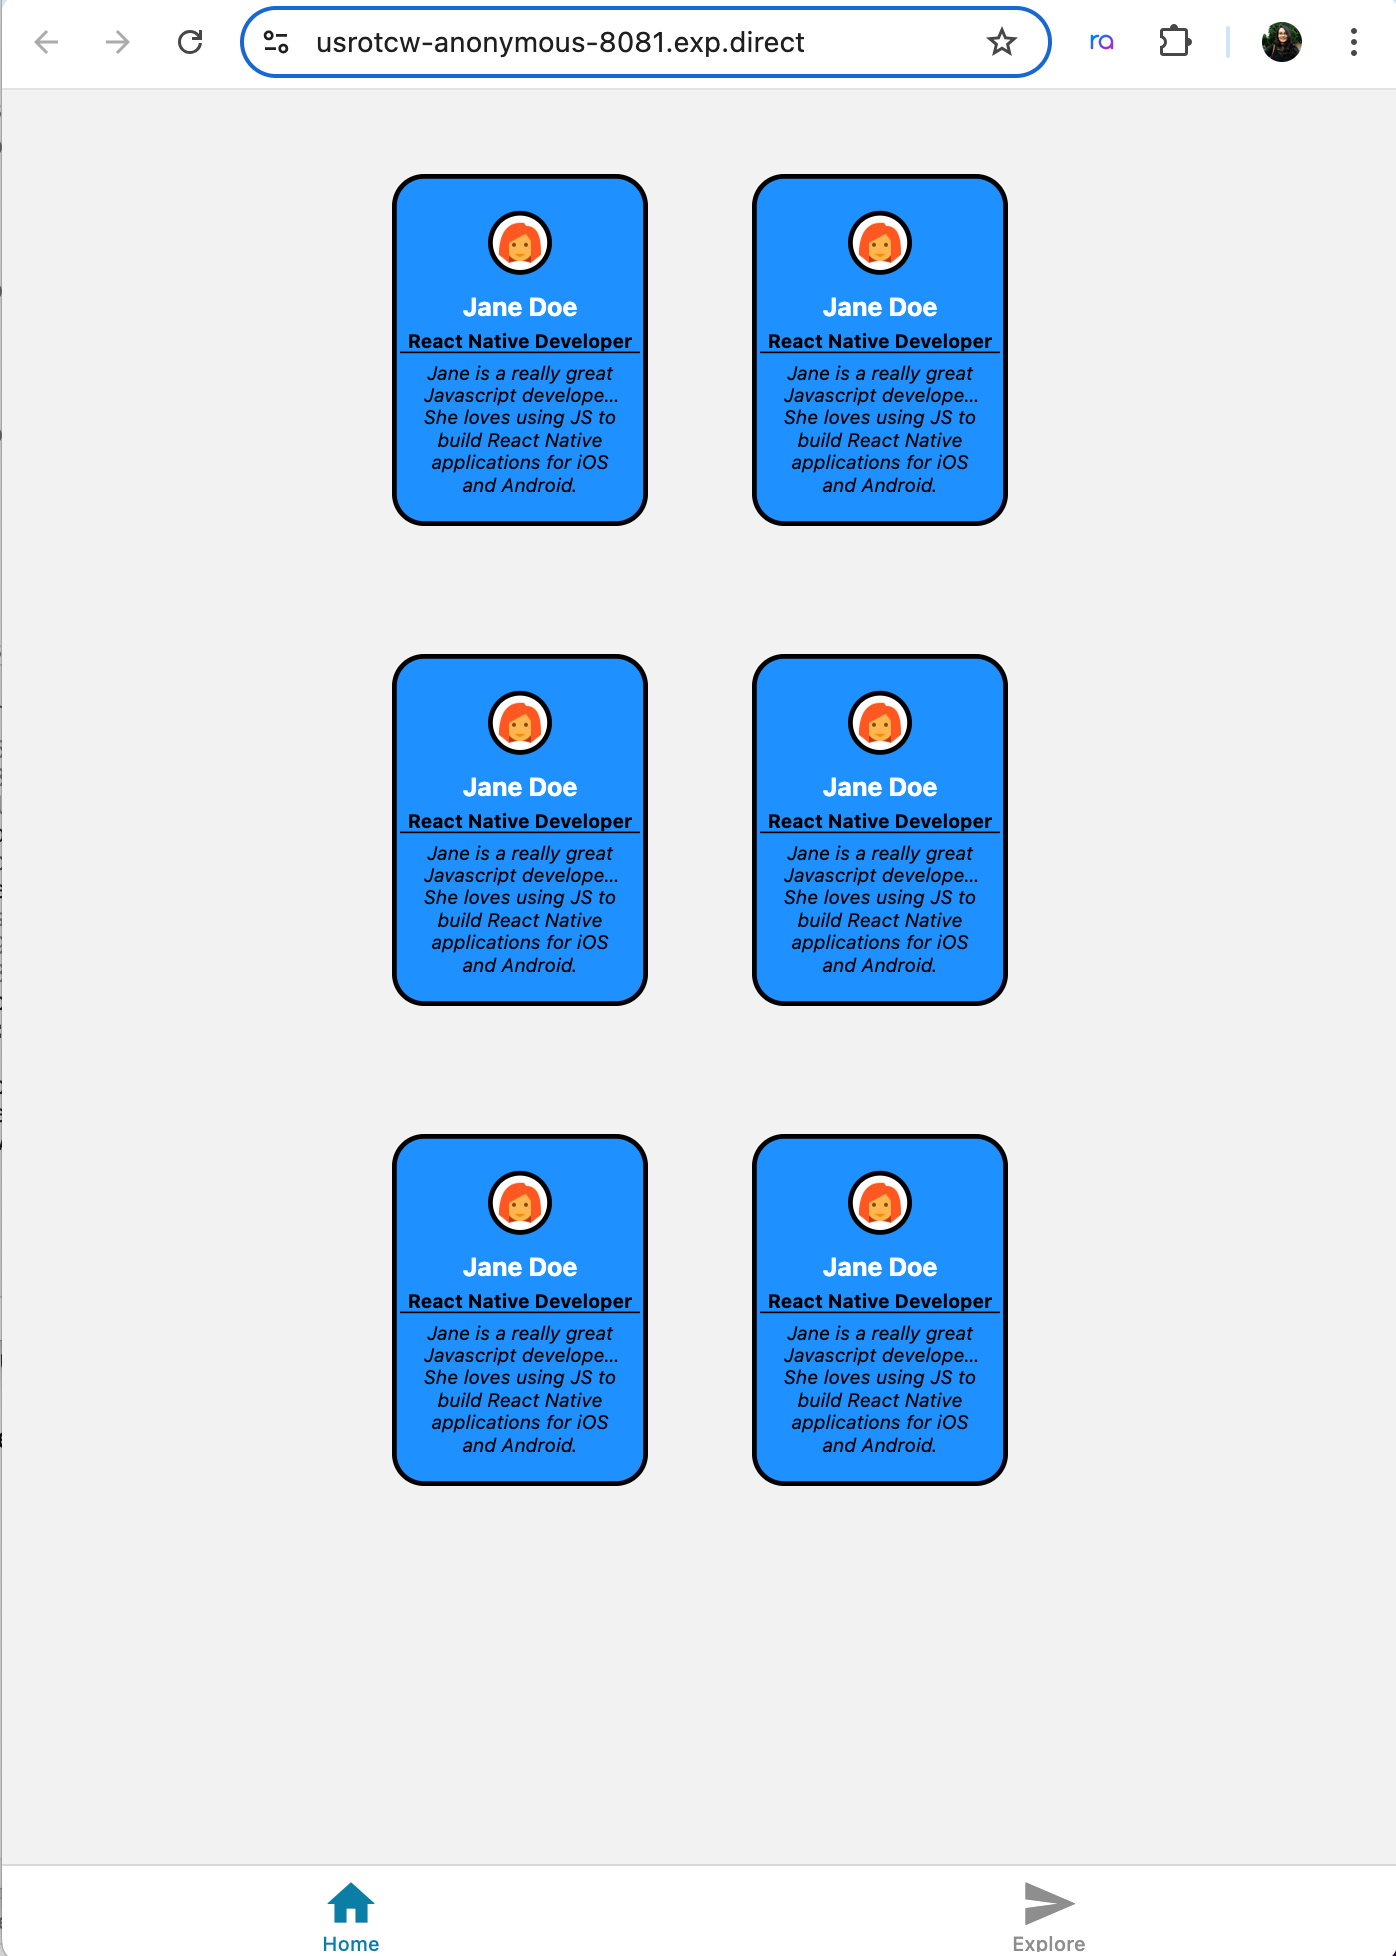 usrotcw-anonymous-8081.exp.direct
ra
Jane Doe
React Native Developer
Jane is a really great
Javascript develope...
She loves using JS to
build React Native
applications for iOS
and Android.
Jane Doe
React Native Developer
Jane is a really great
Javascript develope...
She loves using JS to
build React Native
applications for iOS
and Android.
Jane Doe
React Native Developer
Jane is a really great
Javascript develope...
She loves using JS to
build React Native
applications for iOS
and Android.
Jane Doe
React Native Developer
Jane is a really great
Javascript develope...
She loves using JS to
build React Native
applications for iOS
and Android.
Jane Doe
React Native Developer
Jane is a really great
Javascript develope...
She loves using JS to
build React Native
applications for iOS
and Android.
Jane Doe
React Native Developer
Jane is a really great
Javascript develope...
She loves using JS to
build React Native
applications for iOS
and Android.
Home
Explore